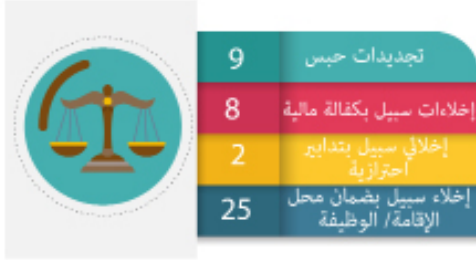 تجديدات حبس 9
إخلاءات سبيل بكفالة مالية 8
إخلائي سبيل بتدابير
احترازية 2
إخلاء سبيل بضمان محل
الإقامة/ الوظيفة 25